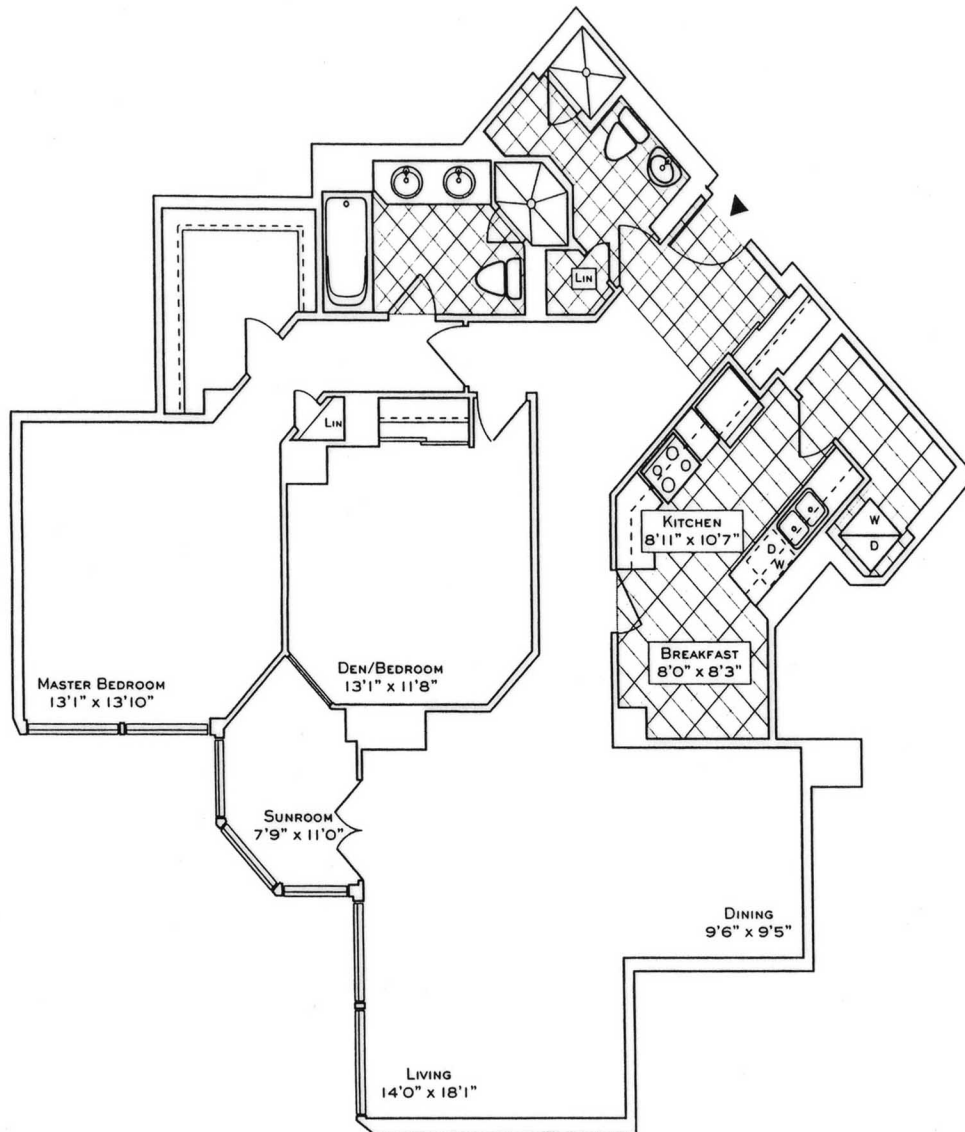 LIN
LIN
KITCHEN
8'11" x 10'7"
W
D
D
W
BREAKFAST
8'0" x 8'3"
MASTER BEDROOM
13'1" x 13'10"
DEN/BEDROOM
13'1" x 11'8"
SUNROOM
7'9" x 11'0"
DINING
9'6" x 9'5"
LIVING
14'0" x 18'1"